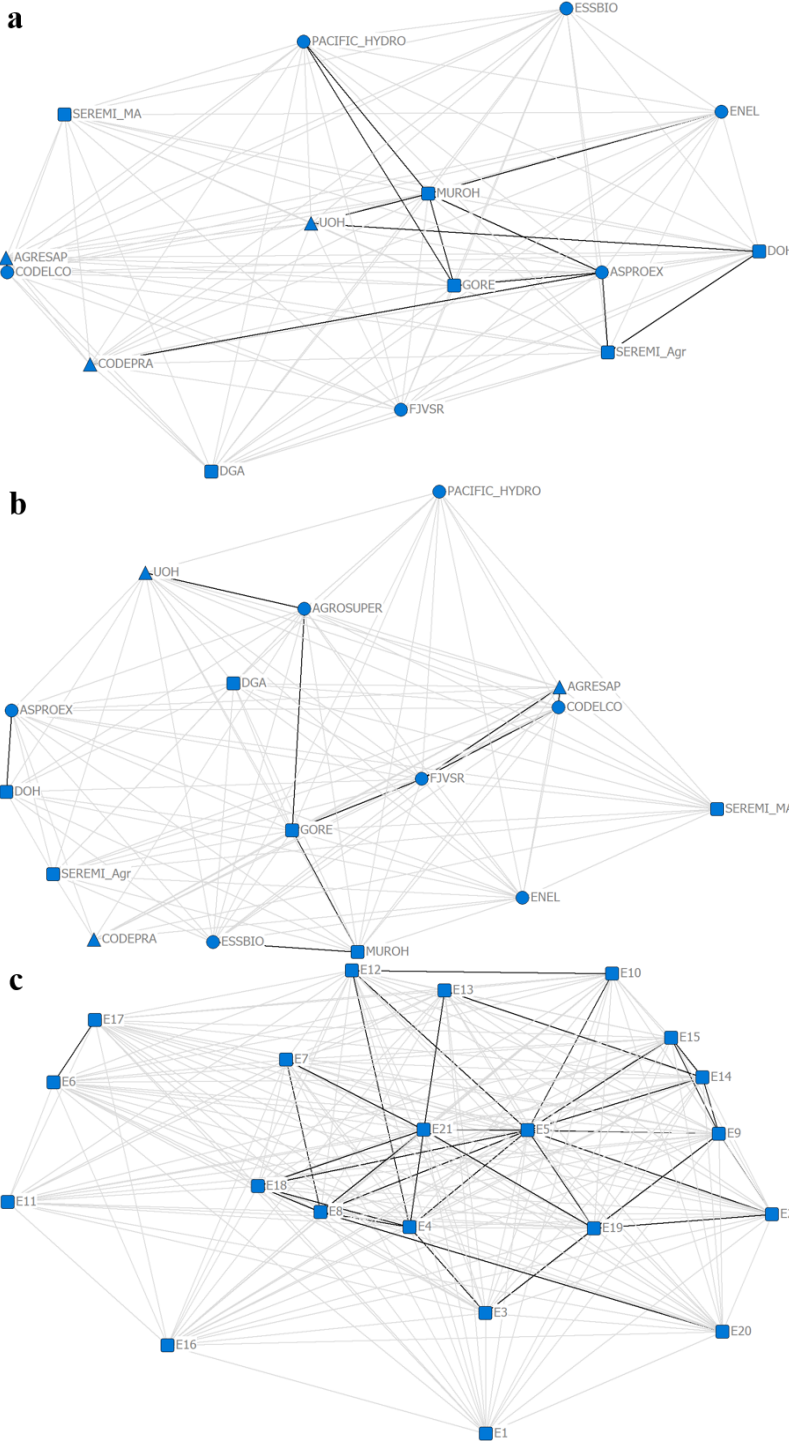 a
ESSBIO
PACIFIC_HYDRO
ENEL
SEREMI_MA
MUROH
UOH
DOH
AGRESAP
CODELCO
ASPROEX
GORE
SEREMI_Agr
CODEPRA
FJVSR
DGA
b
PACIFIC_HYDRO
UOH
AGROSUPER
DGA
AGRESAP
CODELCO
ASPROEX
FJVSR
DOH
SEREMI_MA
GORE
SEREMI_Agr
ENEL
CODEPRA
ESSBIO
MUROH
c
E12
E10
E13
E17
E15
E7
E14
E6
E21
E5
E9
E18
E11
E8
E4
E19
E3
E20
E16
E1